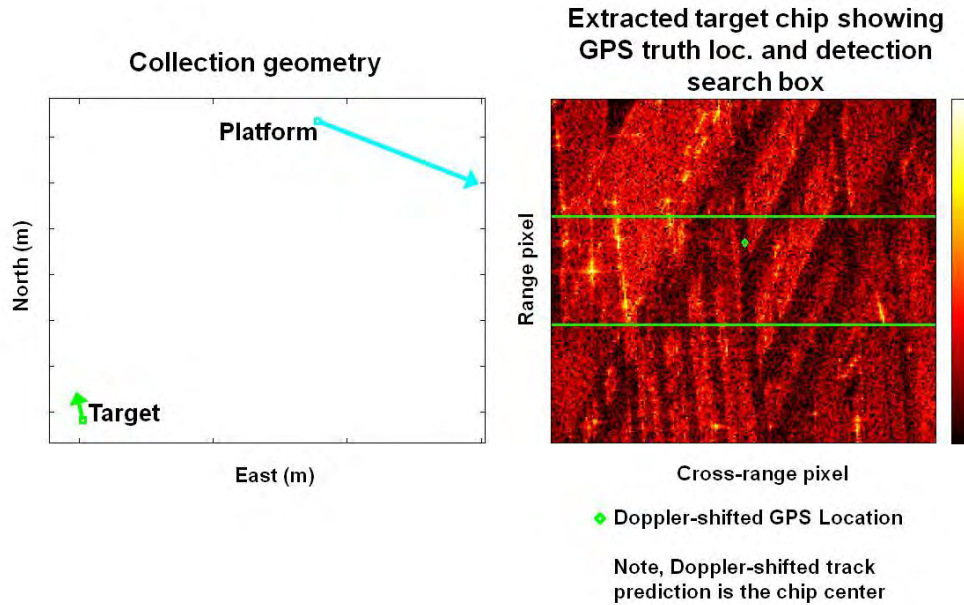 Collection geometry
Platform
Target
North (m)
East (m)
Extracted target chip showing
GPS truth loc. and detection
search box
Range pixel
Cross-range pixel
Doppler-shifted GPS Location
Note, Doppler-shifted track
prediction is the chip center